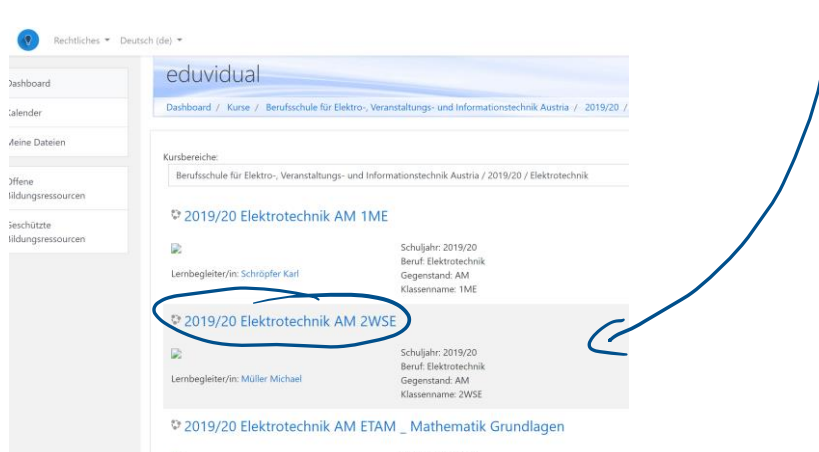 Rechtliches Deutsch (de)
eduvidual
Dashboard / Kurse / Berufsschule für Elektro-, Veranstaltungs- und Informationstechnik Austria / 2019/20 /
Dashboard
Kalender
Meine Dateien
Offene
Bildungsressourcen
Geschützte
Bildungsressourcen
Kursbereiche:
Berufsschule für Elektro-, Veranstaltungs- und Informationstechnik Austria / 2019/20 / Elektrotechnik
2019/20 Elektrotechnik AM 1ME
Lernbegleiter/in: Schröpfer Karl
Schuljahr: 2019/20
Beruf: Elektrotechnik
Gegenstand: AM
Klassenname: 1ME
2019/20 Elektrotechnik AM 2WSE
Lernbegleiter/in: Müller Michael
Schuljahr: 2019/20
Beruf: Elektrotechnik
Gegenstand: AM
Klassenname: 2WSE
2019/20 Elektrotechnik AM ETAM _ Mathematik Grundlagen